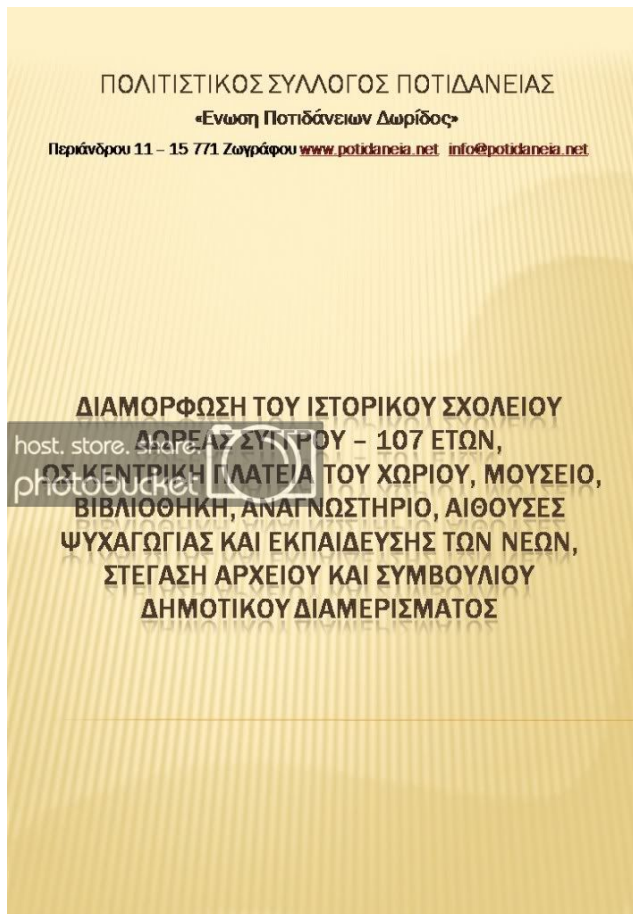 ΠΟΛΙΤΙΣΤΙΚΟΣ ΣΥΛΛΟΓΟΣ ΠΟΤΙΔΑΝΕΙΑΣ
«Ενωση Ποτιδάνειων Δωρίδος»
Περιάνδρου 11 – 15 771 Ζωγράφου www.potidaneia.net info@potidaneia.net
ΔΙΑΜΟΡΦΩΣΗ ΤΟΥ ΙΣΤΟΡΙΚΟΥ ΣΧΟΛΕΙΟΥ
ΔΩΡΕΑΣ ΣΥΓΓΡΟΥ – 107 ΕΤΩΝ,
ΩΣ ΚΕΝΤΡΙΚΗ ΠΛΑΤΕΙΑ ΤΟΥ ΧΩΡΙΟΥ, ΜΟΥΣΕΙΟ,
ΒΙΒΛΙΟΘΗΚΗ, ΑΝΑΓΝΩΣΤΗΡΙΟ, ΑΙΘΟΥΣΕΣ
ΨΥΧΑΓΩΓΙΑΣ ΚΑΙ ΕΚΠΑΙΔΕΥΣΗΣ ΤΩΝ ΝΕΩΝ,
ΣΤΕΓΑΣΗ ΑΡΧΕΙΟΥ ΚΑΙ ΣΥΜΒΟΥΛΙΟΥ
ΔΗΜΟΤΙΚΟΥ ΔΙΑΜΕΡΙΣΜΑΤΟΣ
host. store. share.
photobucket